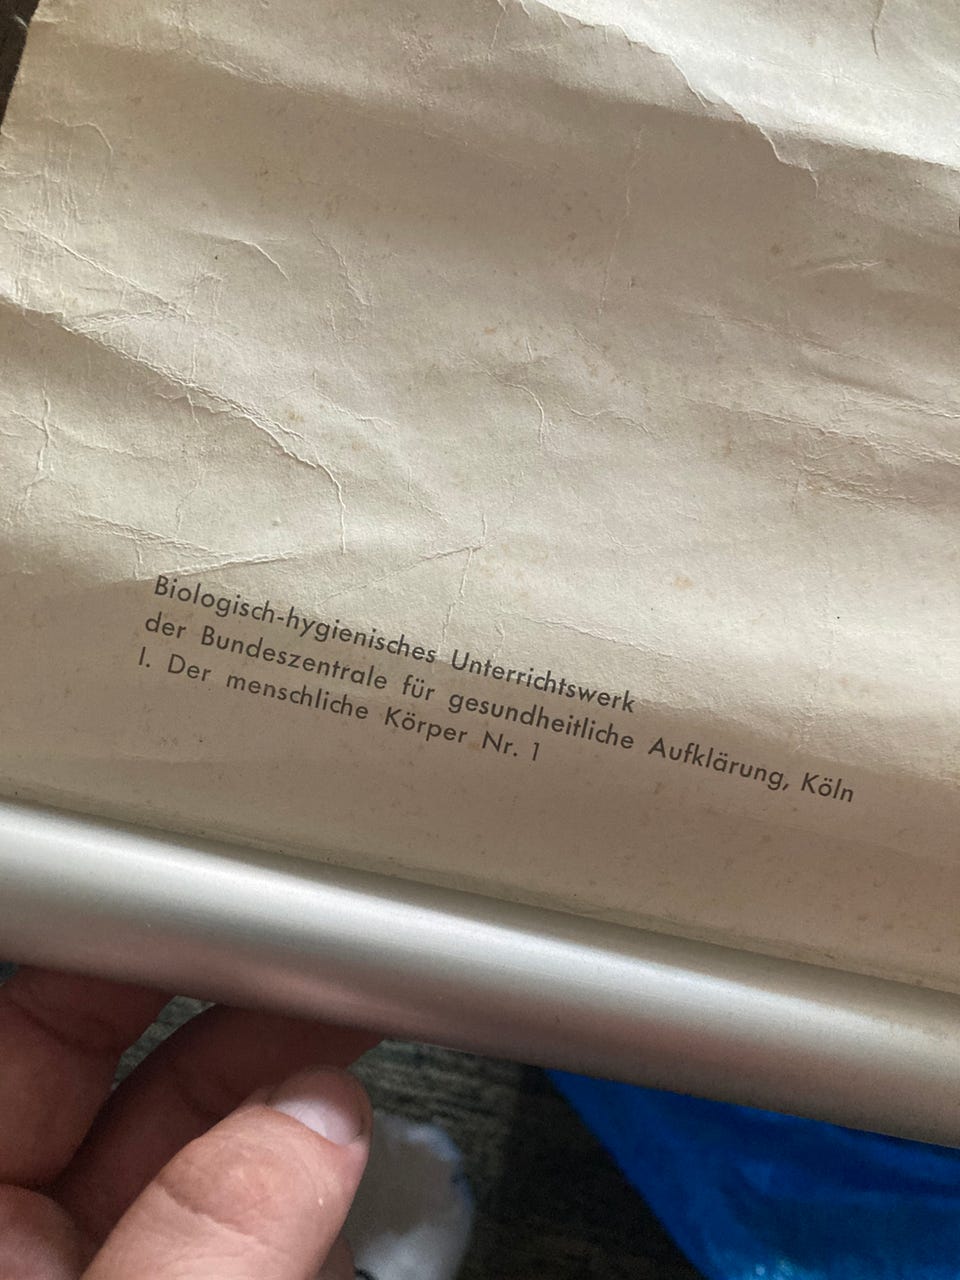 Biologisch-hygienisches Unterrichtswerk
der Bundeszentrale für gesundheitliche Aufklärung, Köln
I. Der menschliche Körper Nr. 1